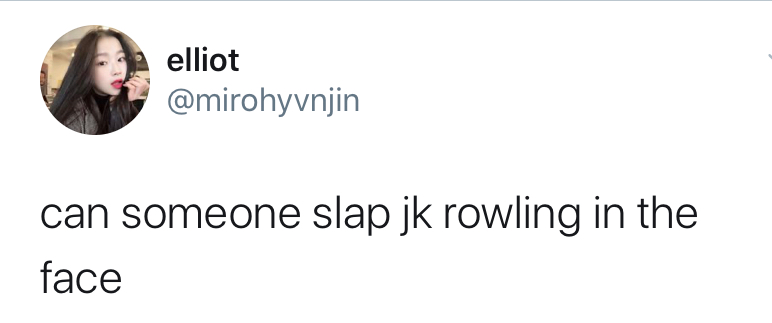 elliot
@mirohyvnjin
can someone slap jk rowling in the
face